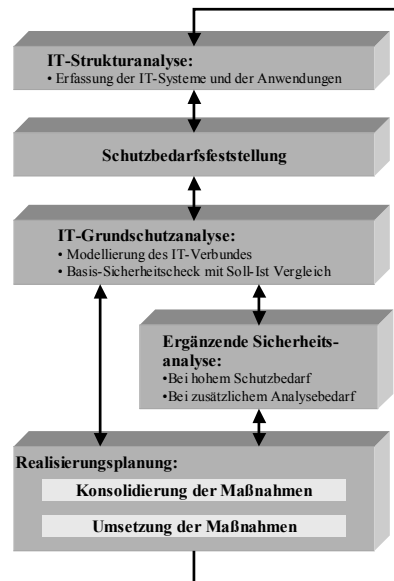 IT-Strukturanalyse:
• Erfassung der IT-Systeme und der Anwendungen
Schutzbedarfsfeststellung
IT-Grundschutzanalyse:
• Modellierung des IT-Verbundes
• Basis-Sicherheitscheck mit Soll-Ist Vergleich
Ergänzende Sicherheits-
analyse:
•Bei hohem Schutzbedarf
•Bei zusätzlichem Analysebedarf
Realisierungsplanung:
Konsolidierung der Maßnahmen
Umsetzung der Maßnahmen